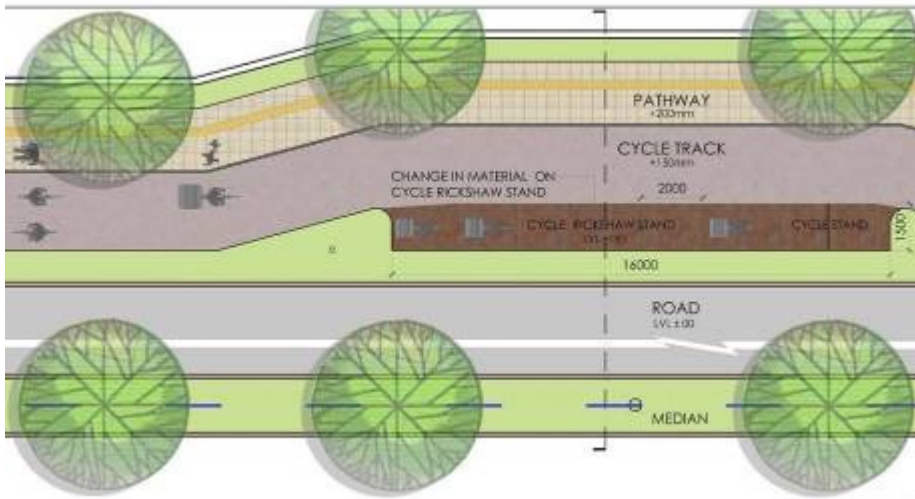 PATHWAY
+200mm
CYCLE TRACK
+150mm
CHANGE IN MATERIAL ON
CYCLE RICKSHAW STAND
2000
CYCLE RICKSHAW STAND
CYCLE STAND
1500
16000
ROAD
LVL ±00
MEDIAN